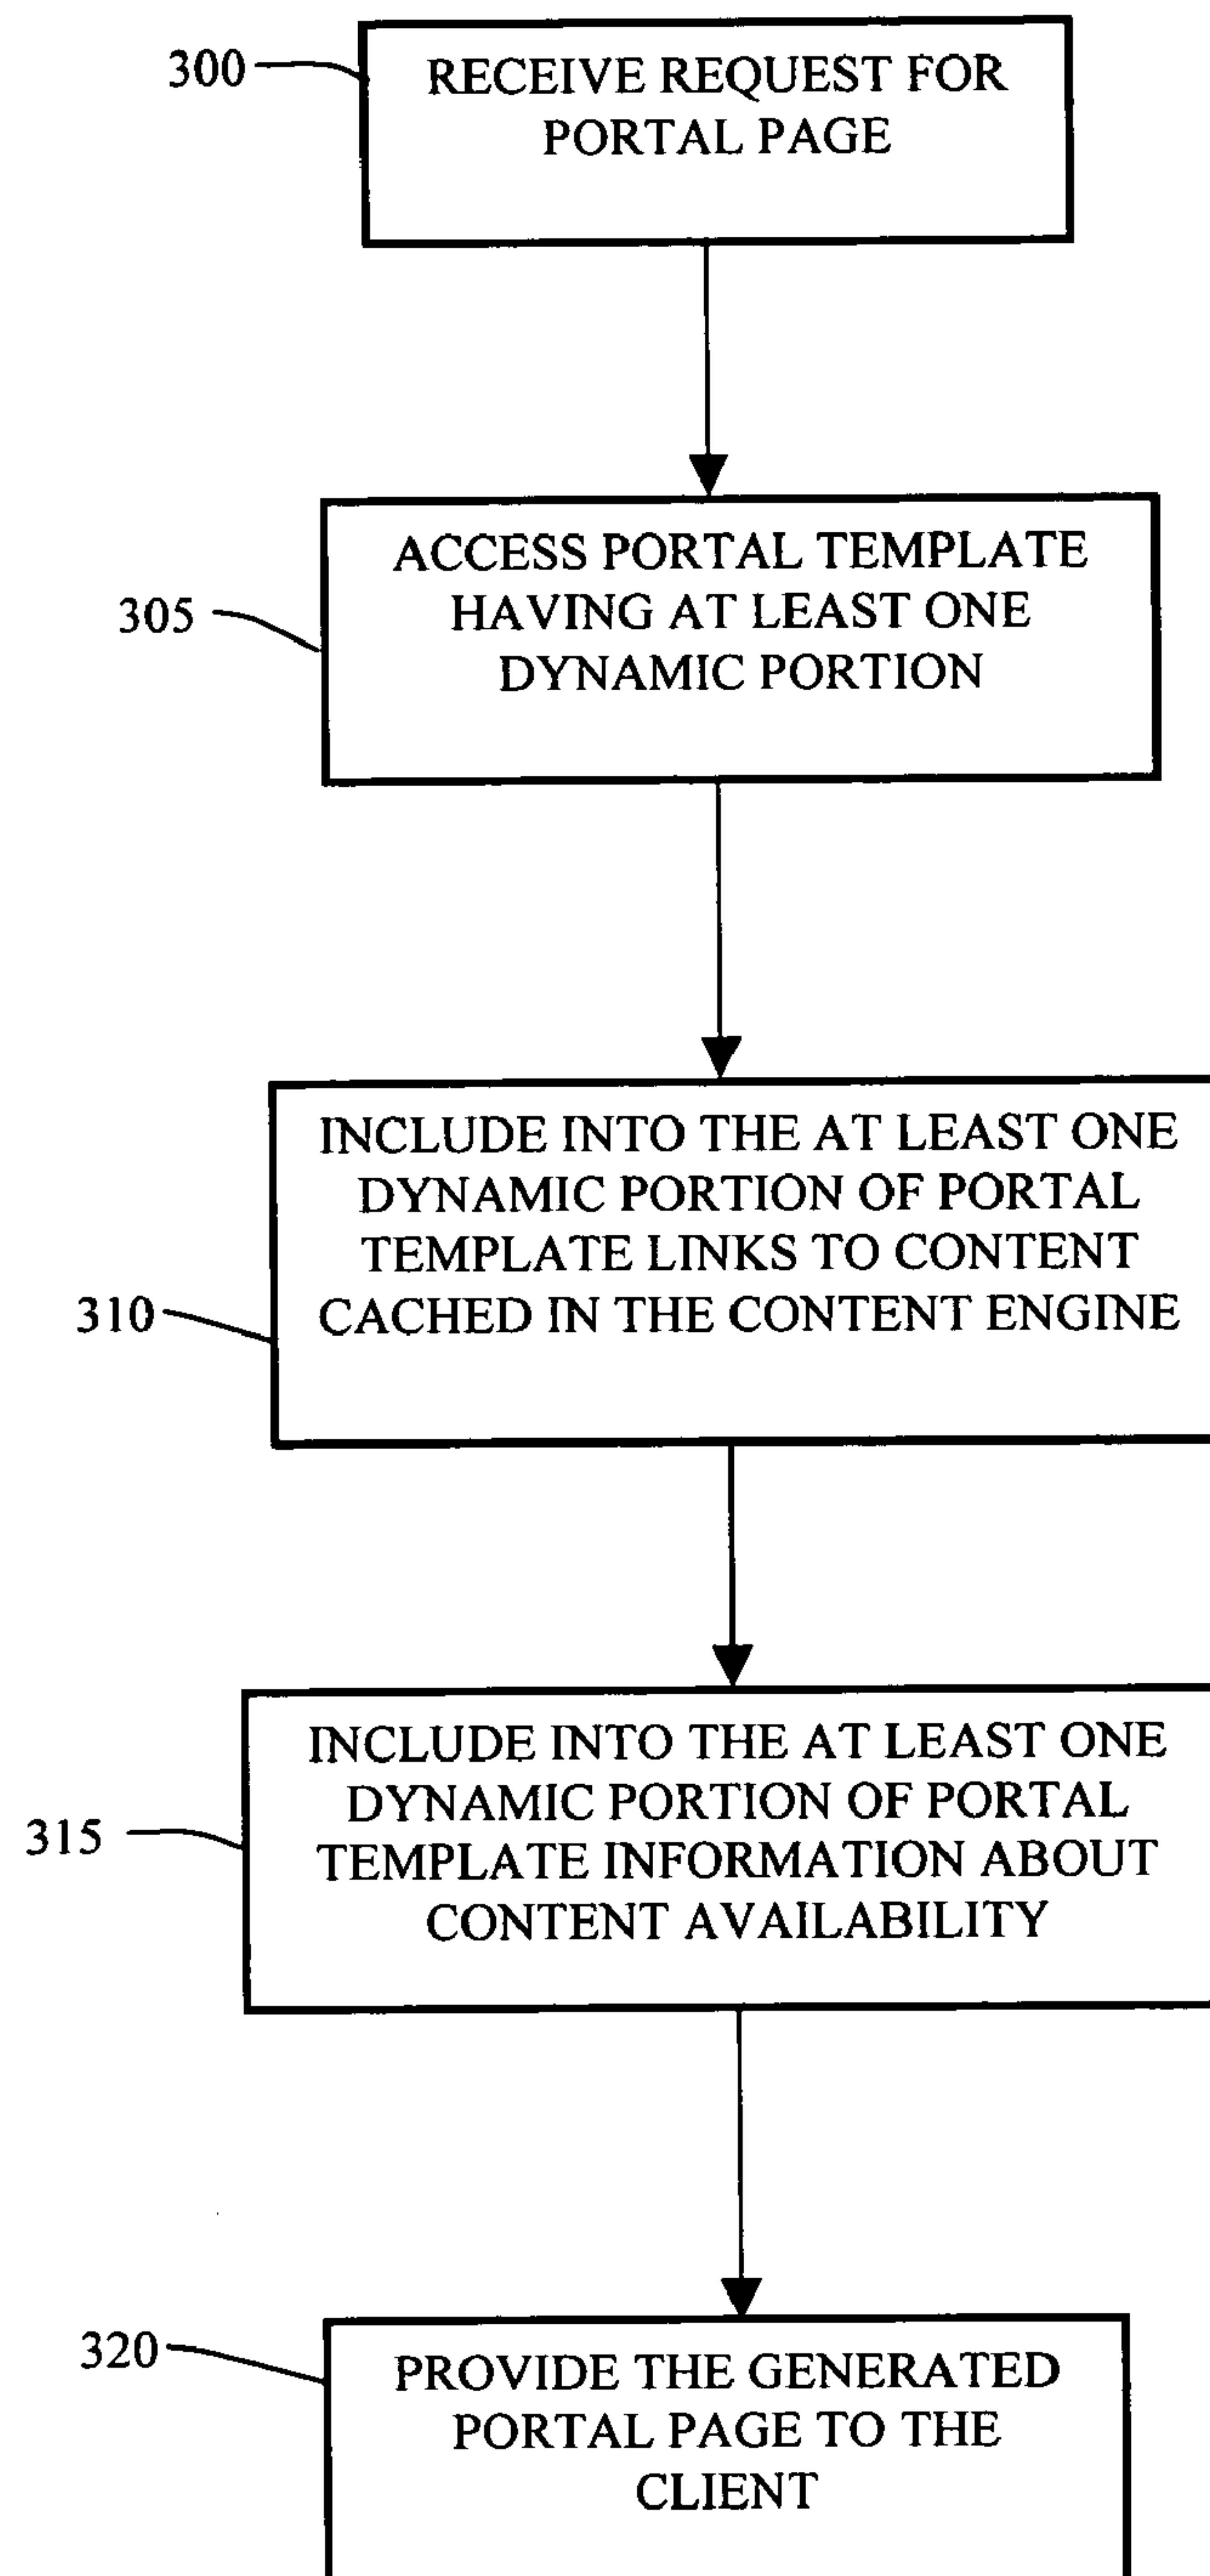 300
RECEIVE REQUEST FOR
PORTAL PAGE
ACCESS PORTAL TEMPLATE
HAVING AT LEAST ONE
DYNAMIC PORTION
305
INCLUDE INTO THE AT LEAST ONE
DYNAMIC PORTION OF PORTAL
TEMPLATE LINKS TO CONTENT
CACHED IN THE CONTENT ENGINE
310
INCLUDE INTO THE AT LEAST ONE
DYNAMIC PORTION OF PORTAL
TEMPLATE INFORMATION ABOUT
CONTENT AVAILABILITY
315
320
PROVIDE THE GENERATED
PORTAL PAGE TO THE
CLIENT